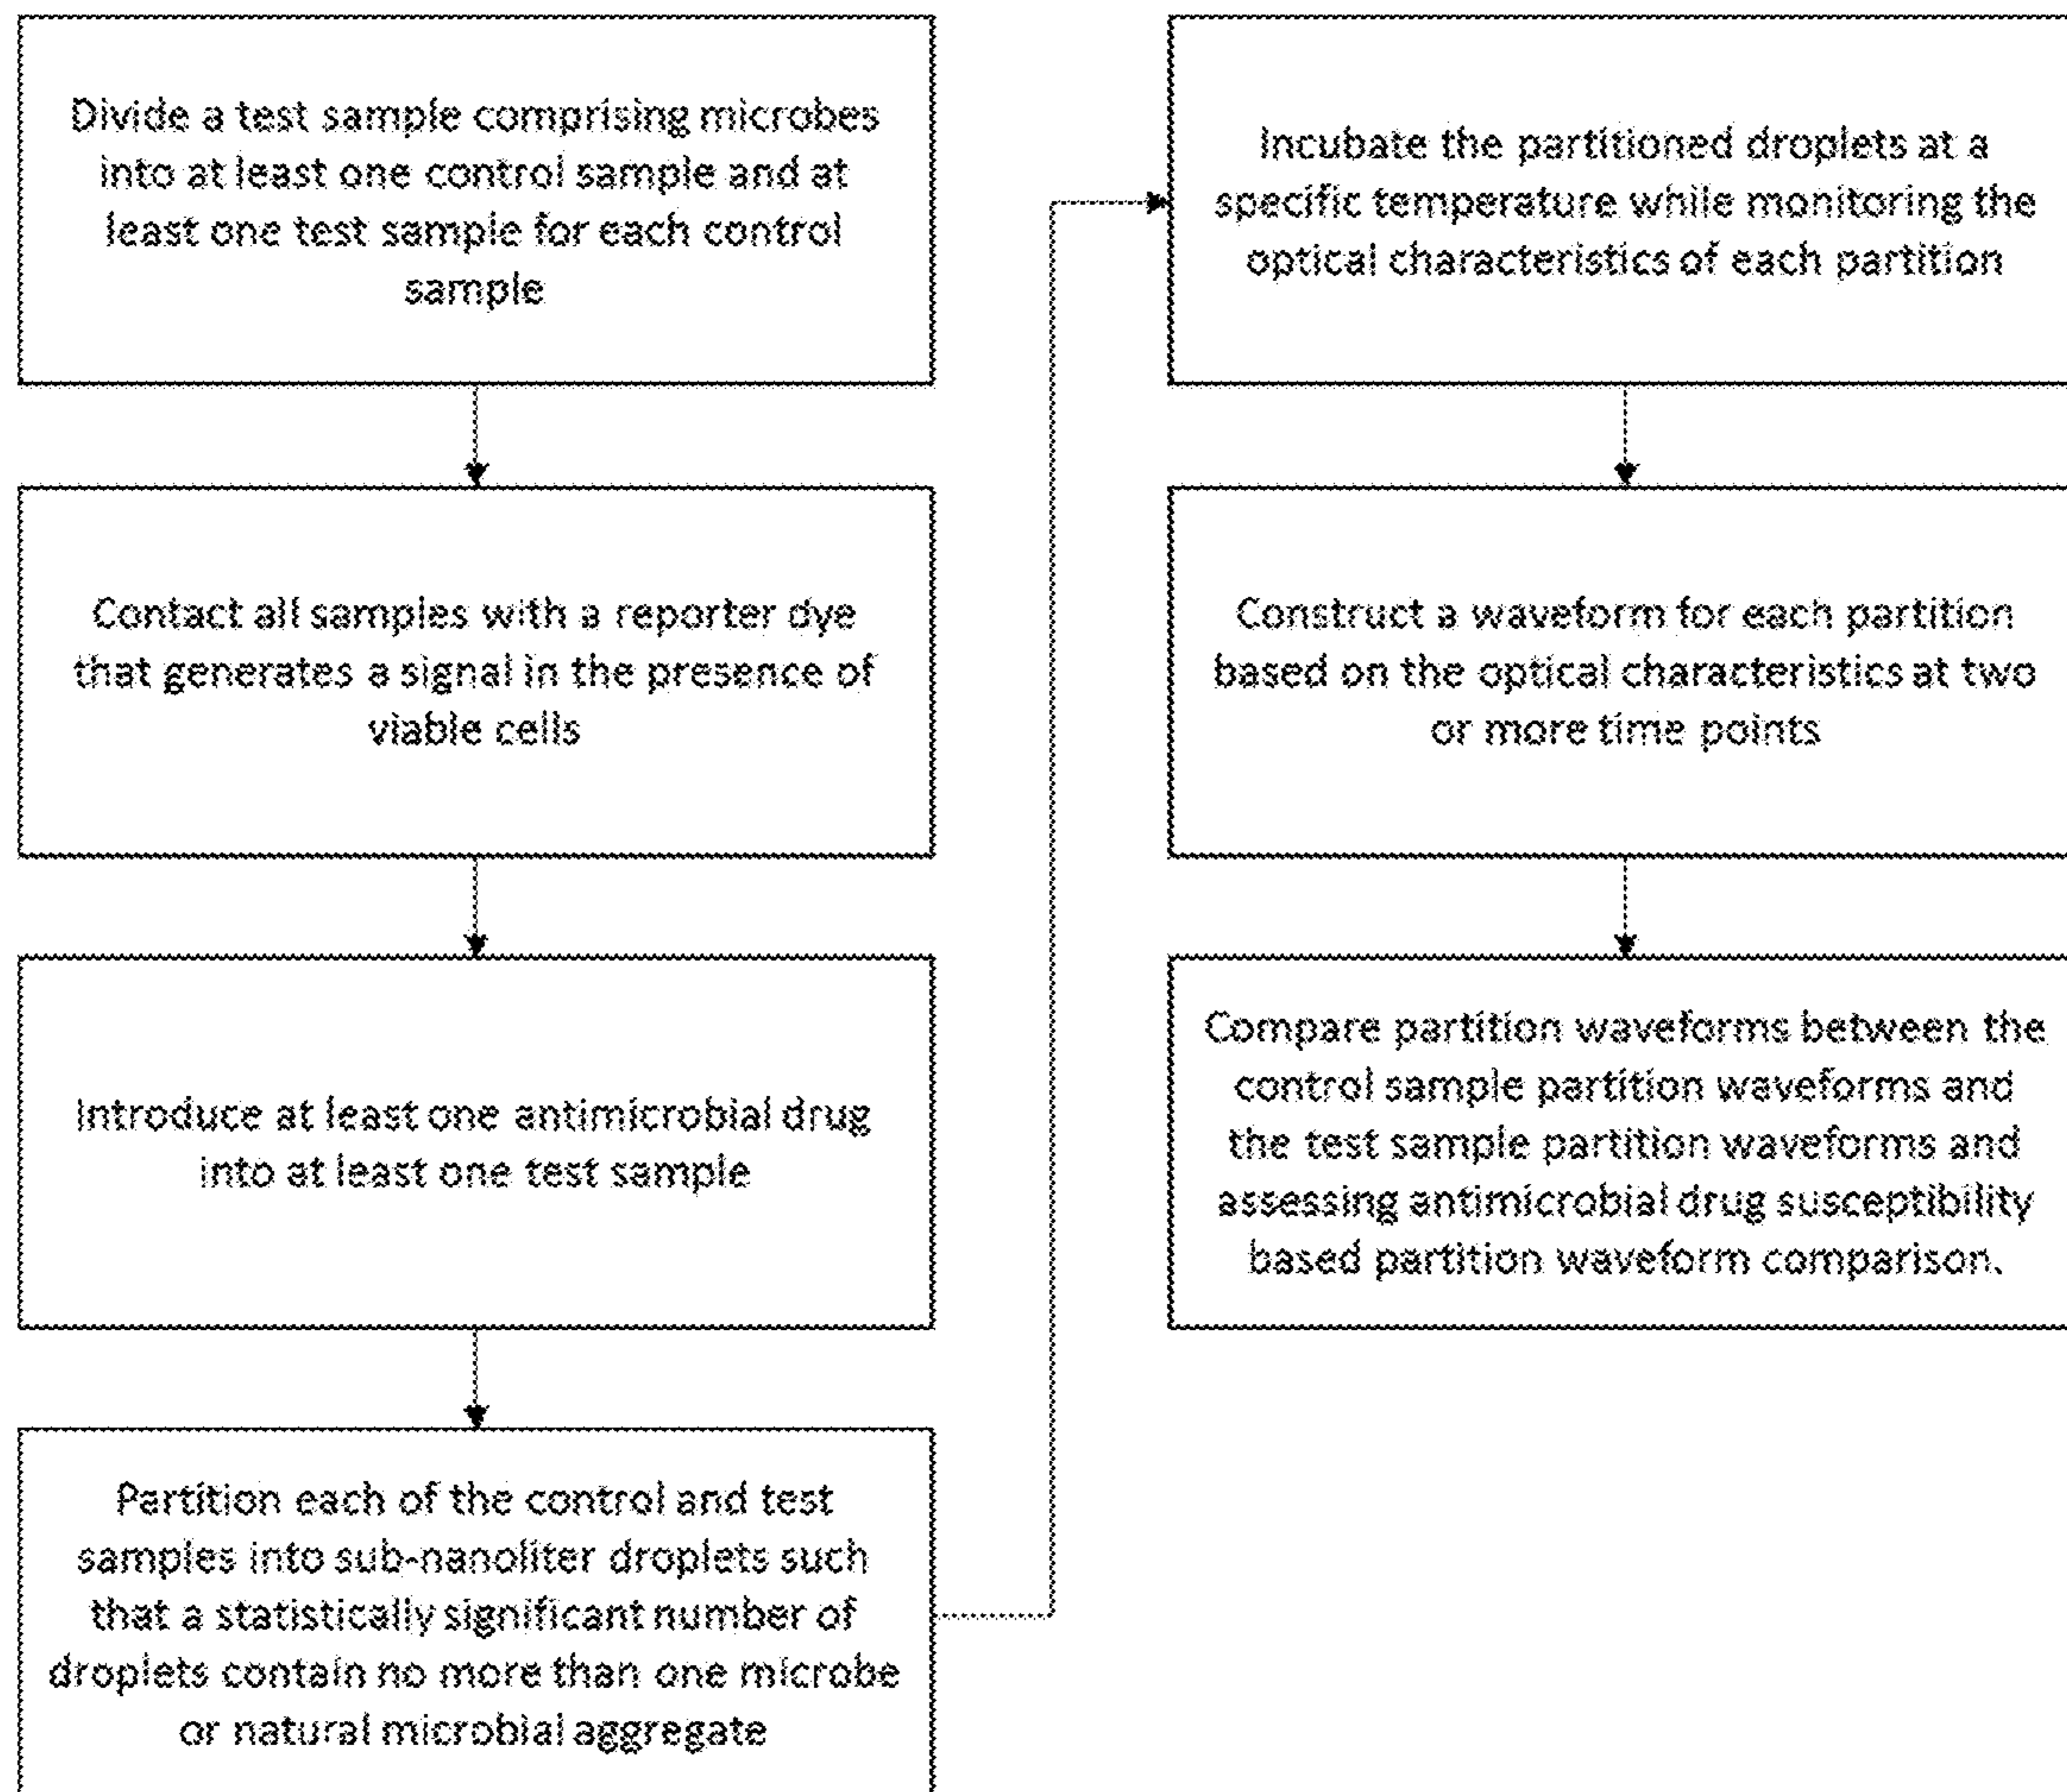 Divide a test sample comprising microbes
into at least one control sample and at
least one test sample for each control
sample
Contact all samples with a reporter dye
that generates a signal in the presence of
viable cells
Introduce at least one antimicrobial drug
into at least one test sample
Partition each of the control and test
samples into sub-nanoliter droplets such
that a statistically significant number of
droplets contain no more than one microbe
or natural microbial aggregate
Incubate the partitioned droplets at a
specific temperature while monitoring the
optical characteristics of each partition
Construct a waveform for each partition
based on the optical characteristics at two
or more time points
Compare partition waveforms between the
control sample partition waveforms and
the test sample partition waveforms and
assessing antimicrobial drug susceptibility
based partition waveform comparison.